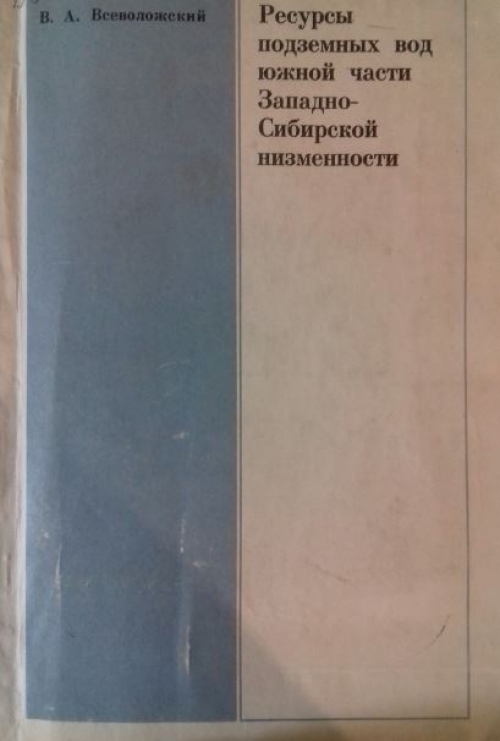 В. А. Всеволожский
Ресурсы
подземных вод
южной части
Западно-
Сибирской
низменности